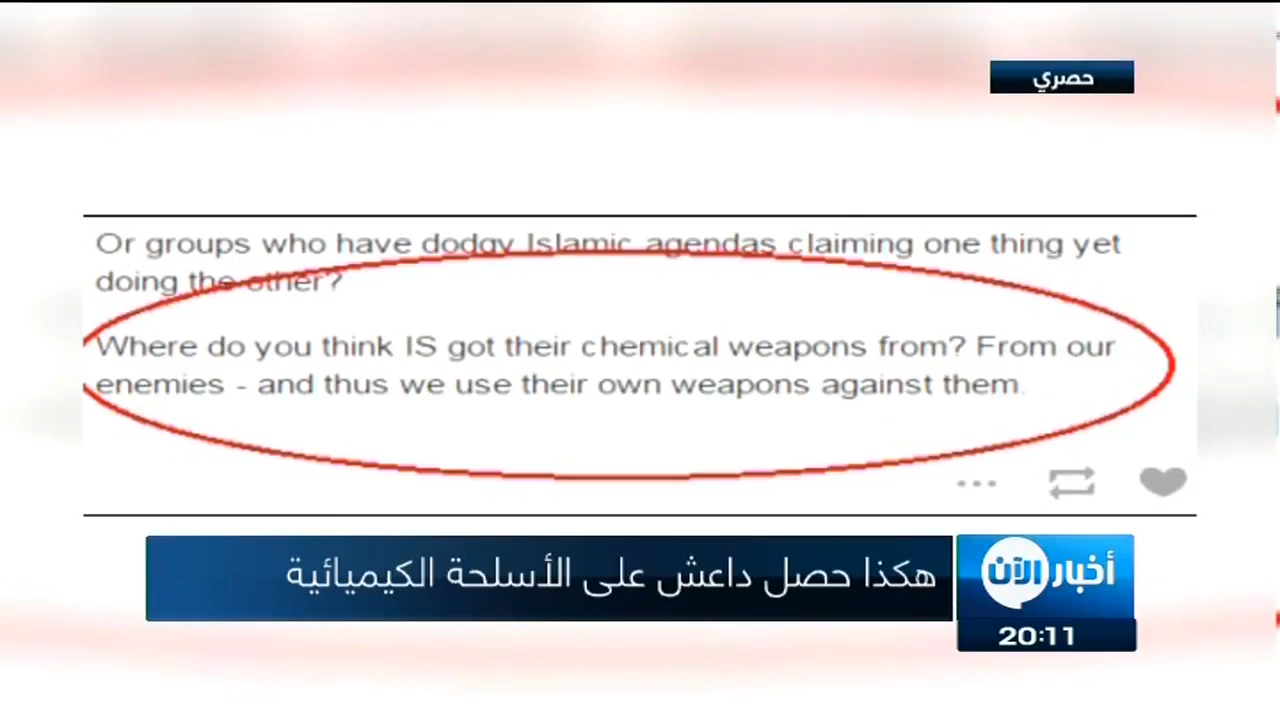 حصري
Or groups who have dodgy Islamic agendas claiming one thing yet
doing the other?
Where do you think IS got their chemical weapons from? From our
enemies - and thus we use their own weapons against them.
هكذا حصل داعش على الأسلحة الكيميائية
أخبار الآن
20:11